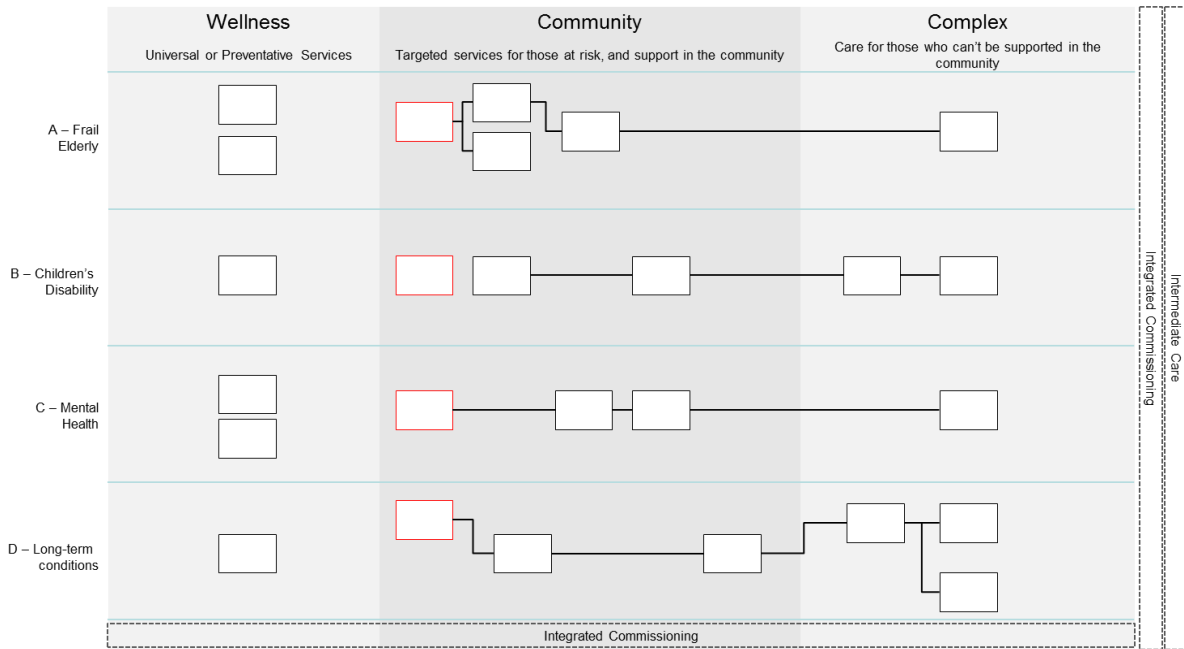 Wellness
Community
Complex
Universal or Preventative Services
Targeted services for those at risk, and support in the community
Care for those who can't be supported in the
community
A – Frail
Elderly
B – Children's
Disability
C – Mental
Health
D – Long-term
conditions
Integrated Commissioning
Integrated Commissioning
Intermediate Care